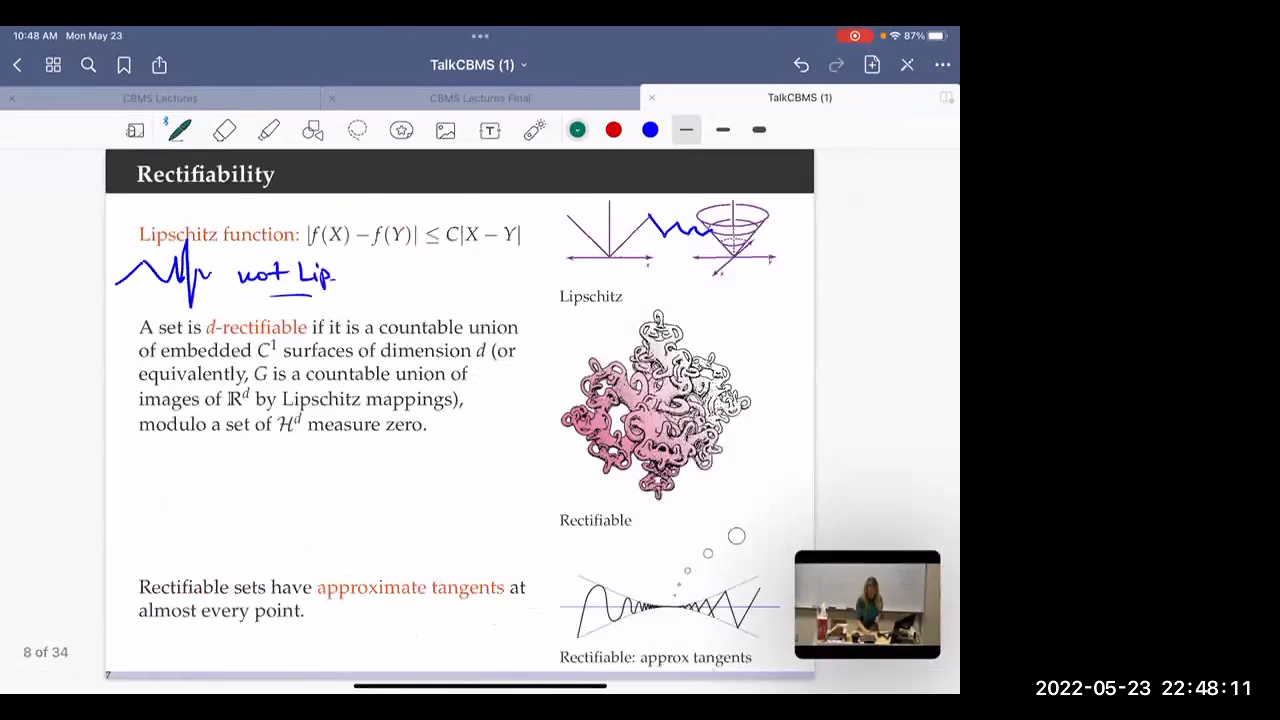 10:48 AM Mon May 23
87%
TalkCBMS (1)
CBMS Lectures
CBMS Lectures Final
TalkCBMS (1)
Rectifiability
Lipschitz function: |f(X) − f(Y)| ≤ C|X − Y|
not Lip.
Lipschitz
A set is d-rectifiable if it is a countable union
of embedded C¹ surfaces of dimension d (or
equivalently, G is a countable union of
images of ℝᵈ by Lipschitz mappings),
modulo a set of ℋᵈ measure zero.
Rectifiable
Rectifiable sets have approximate tangents at
almost every point.
Rectifiable: approx tangents
8 of 34
7
2022-05-23 22:48:11